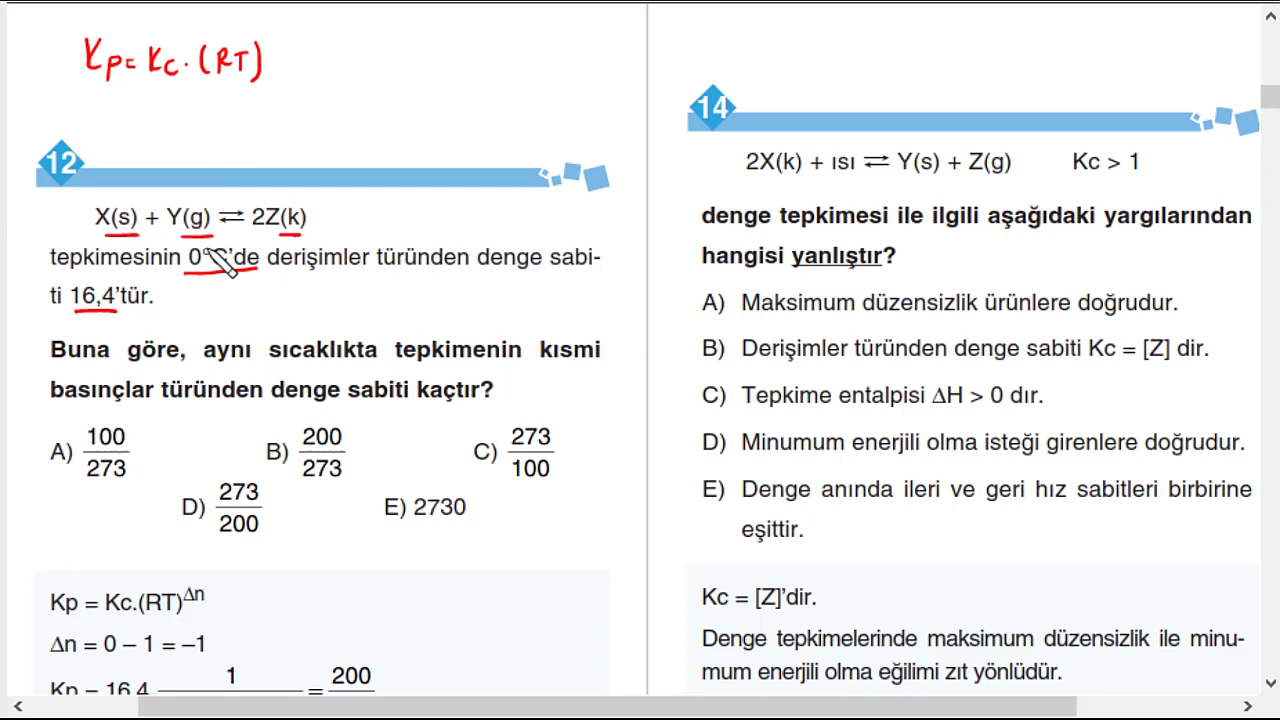 Kp = Kc . (RT)
12
X(s) + Y(g) ⇌ 2Z(k)
tepkimesinin 0°C'de derişimler türünden denge sabi-
ti 16,4'tür.
Buna göre, aynı sıcaklıkta tepkimenin kısmi
basınçlar türünden denge sabiti kaçtır?
A) 100/273 B) 200/273 C) 273/100
D) 273/200 E) 2730
Kp = Kc.(RT)^Δn
Δn = 0 – 1 = –1
Kp = 16,4 1 = 200
14
2X(k) + ısı ⇌ Y(s) + Z(g) Kc > 1
denge tepkimesi ile ilgili aşağıdaki yargılarından
hangisi yanlıştır?
A) Maksimum düzensizlik ürünlere doğrudur.
B) Derişimler türünden denge sabiti Kc = [Z] dir.
C) Tepkime entalpisi ∆H > 0 dır.
D) Minumum enerjili olma isteği girenlere doğrudur.
E) Denge anında ileri ve geri hız sabitleri birbirine
eşittir.
Kc = [Z]'dir.
Denge tepkimelerinde maksimum düzensizlik ile minu-
mum enerjili olma eğilimi zıt yönlüdür.